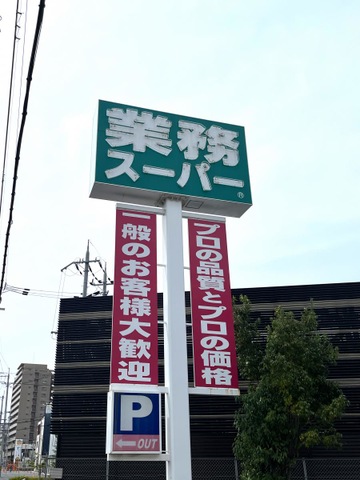 業務
スーパー
®
プロの品質とプロの価格
一般のお客様大歓迎
P
←OUT